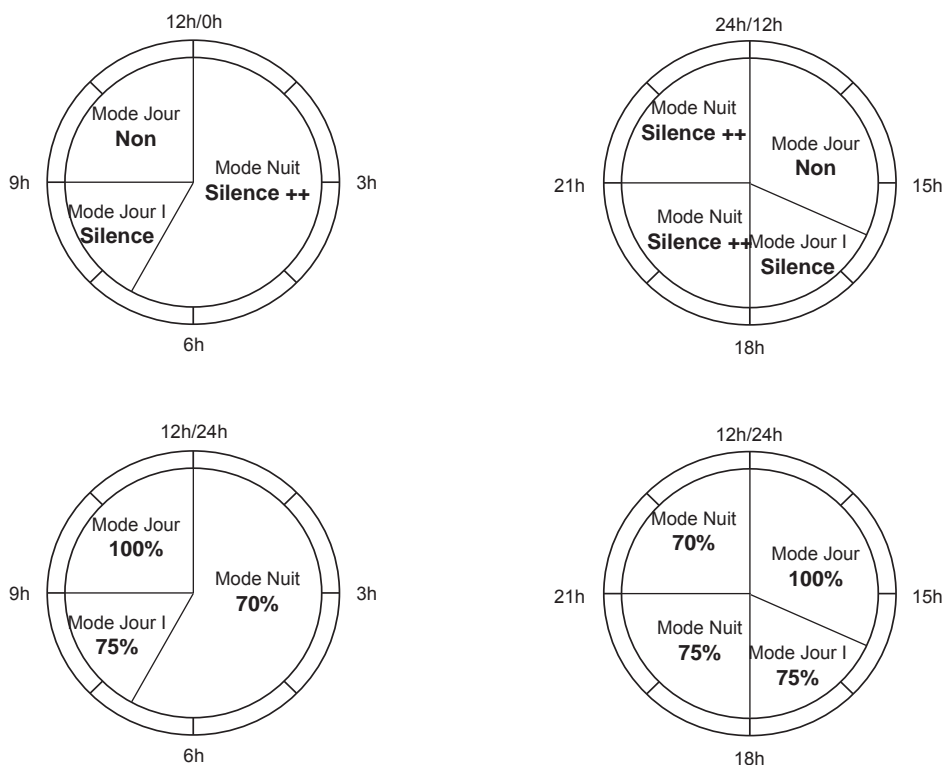 12h/0h
Mode Jour
Non
Mode Nuit
Silence ++
9h
3h
Mode Jour I
Silence
6h
24h/12h
Mode Nuit
Silence ++
Mode Jour
Non
21h
15h
Mode Nuit
Silence ++
Mode Jour I
Silence
18h
12h/24h
Mode Jour
100%
Mode Nuit
70%
9h
3h
Mode Jour I
75%
6h
12h/24h
Mode Nuit
70%
Mode Jour
100%
21h
15h
Mode Nuit
75%
Mode Jour I
75%
18h